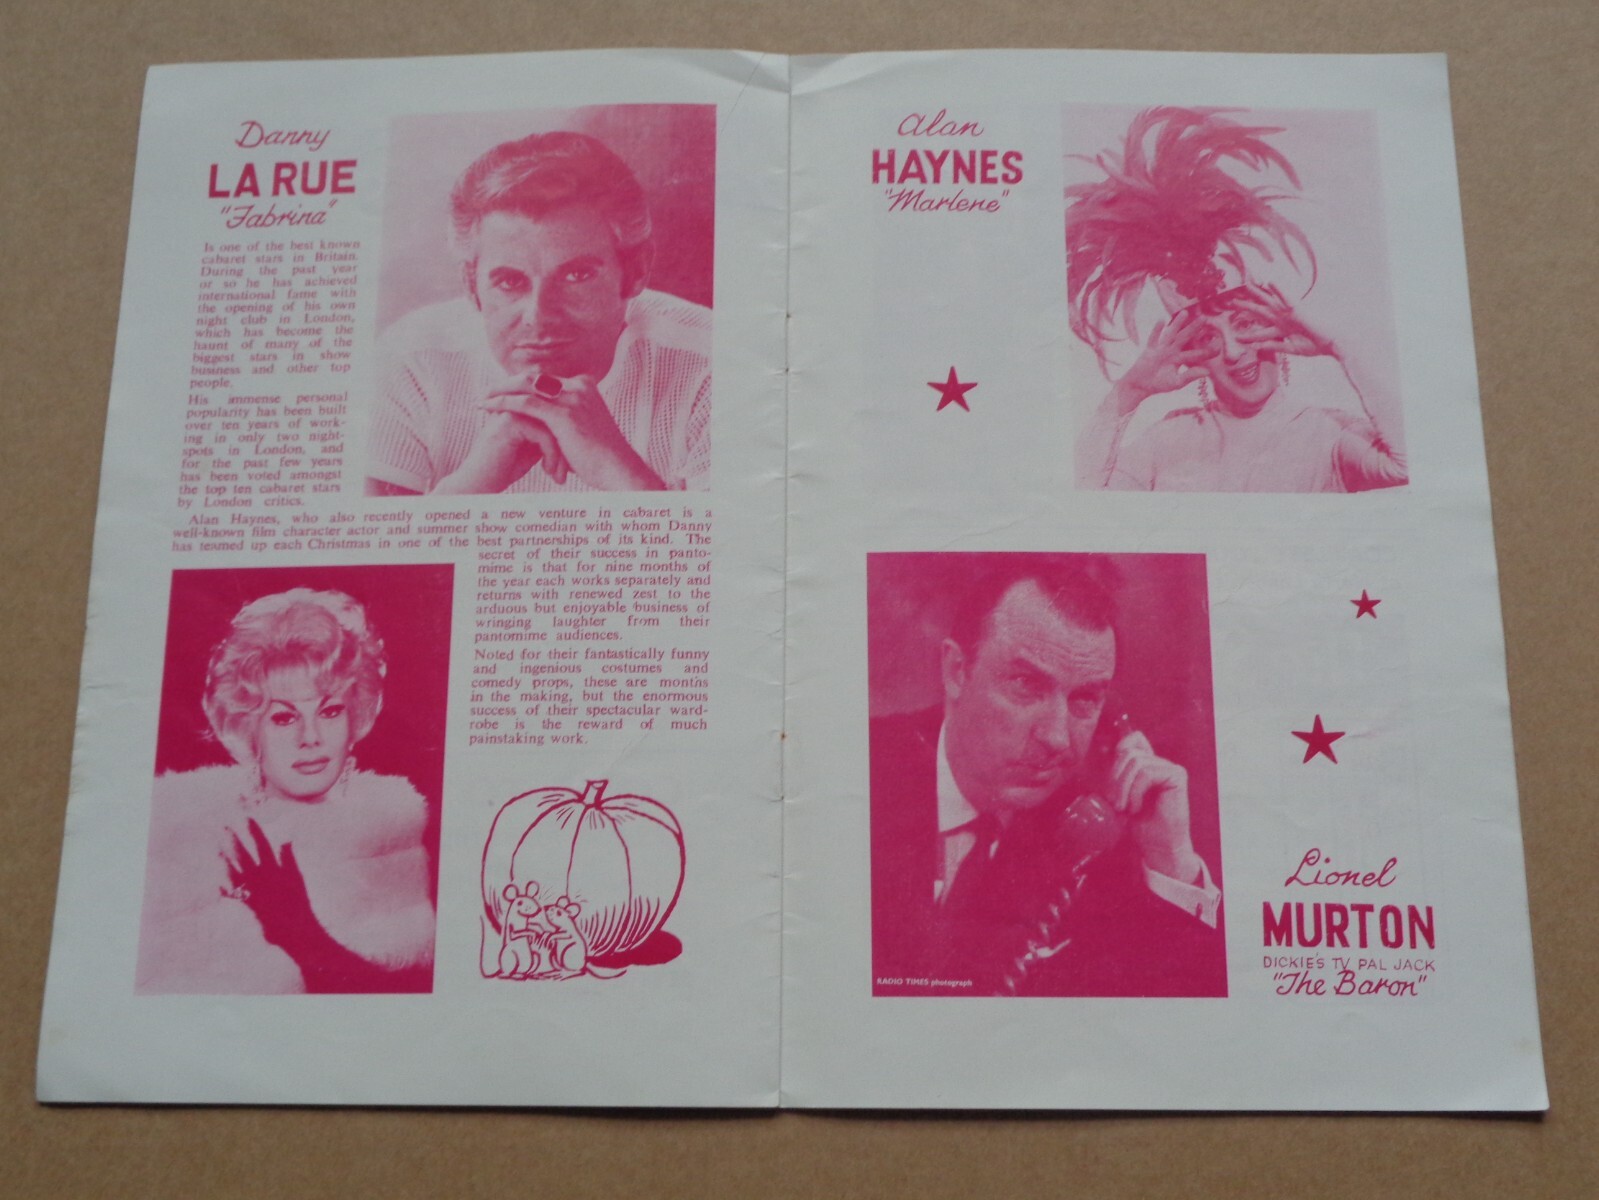 Danny
LA RUE
"Fabrina"
Is one of the best known
cabaret stars in Britain.
During the past year
or so he has achieved
international fame with
the opening of his own
night club in London,
which has become the
haunt of many of the
biggest stars in show
business and other top
people.
His immense personal
popularity has been built
over ten years of work-
ing in only two night-
spots in London, and
for the past few years
has been voted amongst
the top ten cabaret stars
by London critics.
Alan Haynes, who also recently opened a new venture in cabaret is a
well-known film character actor and summer show comedian with whom Danny
has teamed up each Christmas in one of the best partnerships of its kind. The
secret of their success in panto-
mime is that for nine months of
the year each works separately and
returns with renewed zest to the
arduous but enjoyable business of
wringing laughter from their
pantomime audiences.
Noted for their fantastically funny
and ingenious costumes and
comedy props, these are months
in the making, but the enormous
success of their spectacular ward-
robe is the reward of much
painstaking work.
Alan
HAYNES
"Marlene"
RADIO TIMES photograph
Lionel
MURTON
DICKIE'S TV PAL JACK
"The Baron"